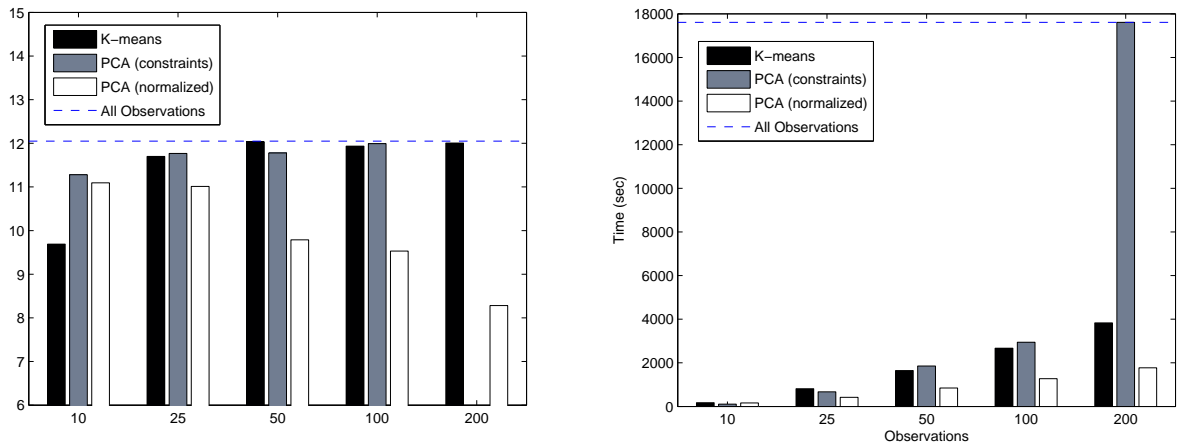 15
14
13
12
11
10
9
8
7
6
10 25 50 100 200
K−means
PCA (constraints)
PCA (normalized)
All Observations
18000
16000
14000
12000
10000
8000
6000
4000
2000
0
Time (sec)
10 25 50 100 200
Observations
K−means
PCA (constraints)
PCA (normalized)
All Observations